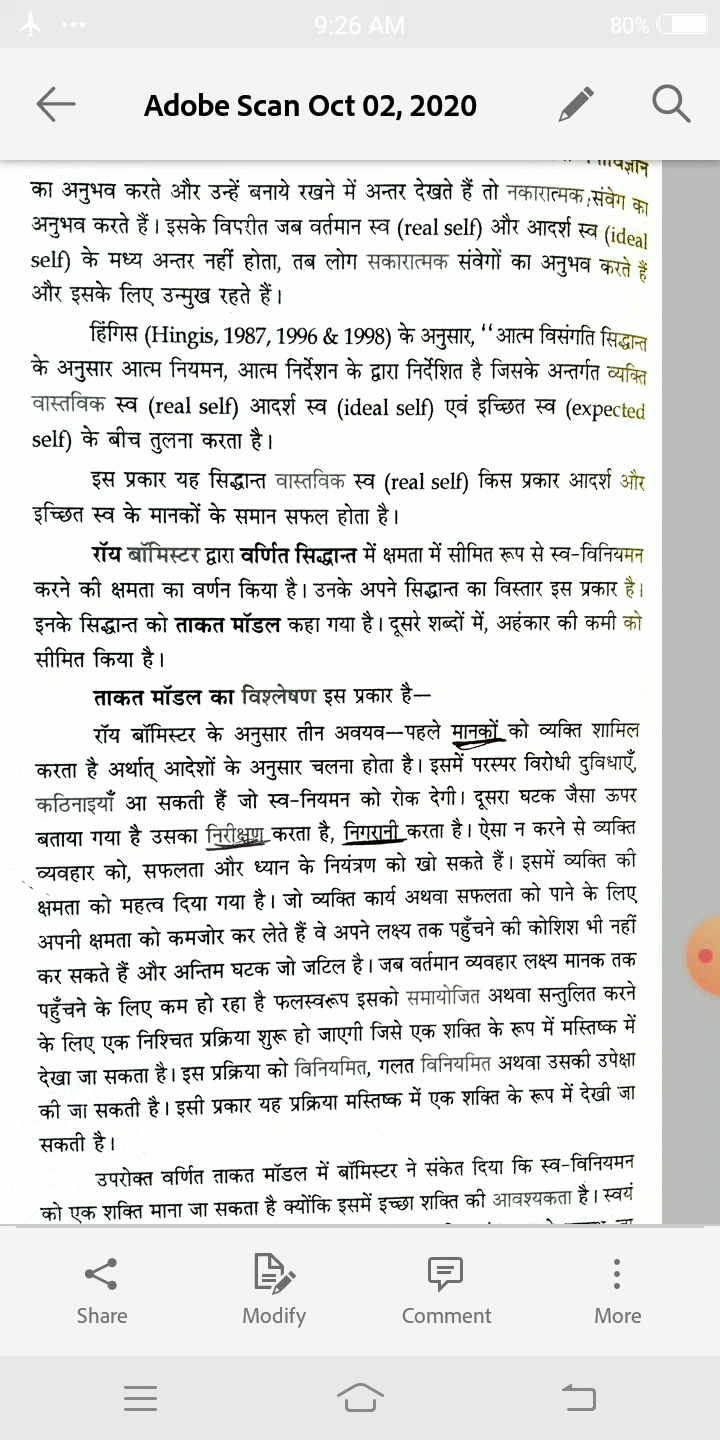 9:26 AM
80%
Adobe Scan Oct 02, 2020
का अनुभव करते और उन्हें बनाये रखने में अन्तर देखते हैं तो नकारात्मक संवेग का
अनुभव करते हैं। इसके विपरीत जब वर्तमान स्व (real self) और आदर्श स्व (ideal
self) के मध्य अन्तर नहीं होता, तब लोग सकारात्मक संवेगों का अनुभव करते हैं
और इसके लिए उन्मुख रहते हैं।
हिंगिस (Hingis, 1987, 1996 & 1998) के अनुसार, ‘‘आत्म विसंगति सिद्धान्त
के अनुसार आत्म नियमन, आत्म निर्देशन के द्वारा निर्देशित है जिसके अन्तर्गत व्यक्ति
वास्तविक स्व (real self) आदर्श स्व (ideal self) एवं इच्छित स्व (expected
self) के बीच तुलना करता है।
इस प्रकार यह सिद्धान्त वास्तविक स्व (real self) किस प्रकार आदर्श और
इच्छित स्व के मानकों के समान सफल होता है।
रॉय बॉमिस्टर द्वारा वर्णित सिद्धान्त में क्षमता में सीमित रूप से स्व-विनियमन
करने की क्षमता का वर्णन किया है। उनके अपने सिद्धान्त का विस्तार इस प्रकार है।
इनके सिद्धान्त को ताकत मॉडल कहा गया है। दूसरे शब्दों में, अहंकार की कमी को
सीमित किया है।
ताकत मॉडल का विश्लेषण इस प्रकार है—
रॉय बॉमिस्टर के अनुसार तीन अवयव—पहले मानकों को व्यक्ति शामिल
करता है अर्थात् आदेशों के अनुसार चलना होता है। इसमें परस्पर विरोधी दुविधाएँ,
कठिनाइयाँ आ सकती हैं जो स्व-नियमन को रोक देगी। दूसरा घटक जैसा ऊपर
बताया गया है उसका निरीक्षण करता है, निगरानी करता है। ऐसा न करने से व्यक्ति
व्यवहार को, सफलता और ध्यान के नियंत्रण को खो सकते हैं। इसमें व्यक्ति की
क्षमता को महत्व दिया गया है। जो व्यक्ति कार्य अथवा सफलता को पाने के लिए
अपनी क्षमता को कमजोर कर लेते हैं वे अपने लक्ष्य तक पहुँचने की कोशिश भी नहीं
कर सकते हैं और अन्तिम घटक जो जटिल है। जब वर्तमान व्यवहार लक्ष्य मानक तक
पहुँचने के लिए कम हो रहा है फलस्वरूप इसको समायोजित अथवा सन्तुलित करने
के लिए एक निश्चित प्रक्रिया शुरू हो जाएगी जिसे एक शक्ति के रूप में मस्तिष्क में
देखा जा सकता है। इस प्रक्रिया को विनियमित, गलत विनियमित अथवा उसकी उपेक्षा
की जा सकती है। इसी प्रकार यह प्रक्रिया मस्तिष्क में एक शक्ति के रूप में देखी जा
सकती है।
उपरोक्त वर्णित ताकत मॉडल में बॉमिस्टर ने संकेत दिया कि स्व-विनियमन
को एक शक्ति माना जा सकता है क्योंकि इसमें इच्छा शक्ति की आवश्यकता है। स्वयं
Share
Modify
Comment
More